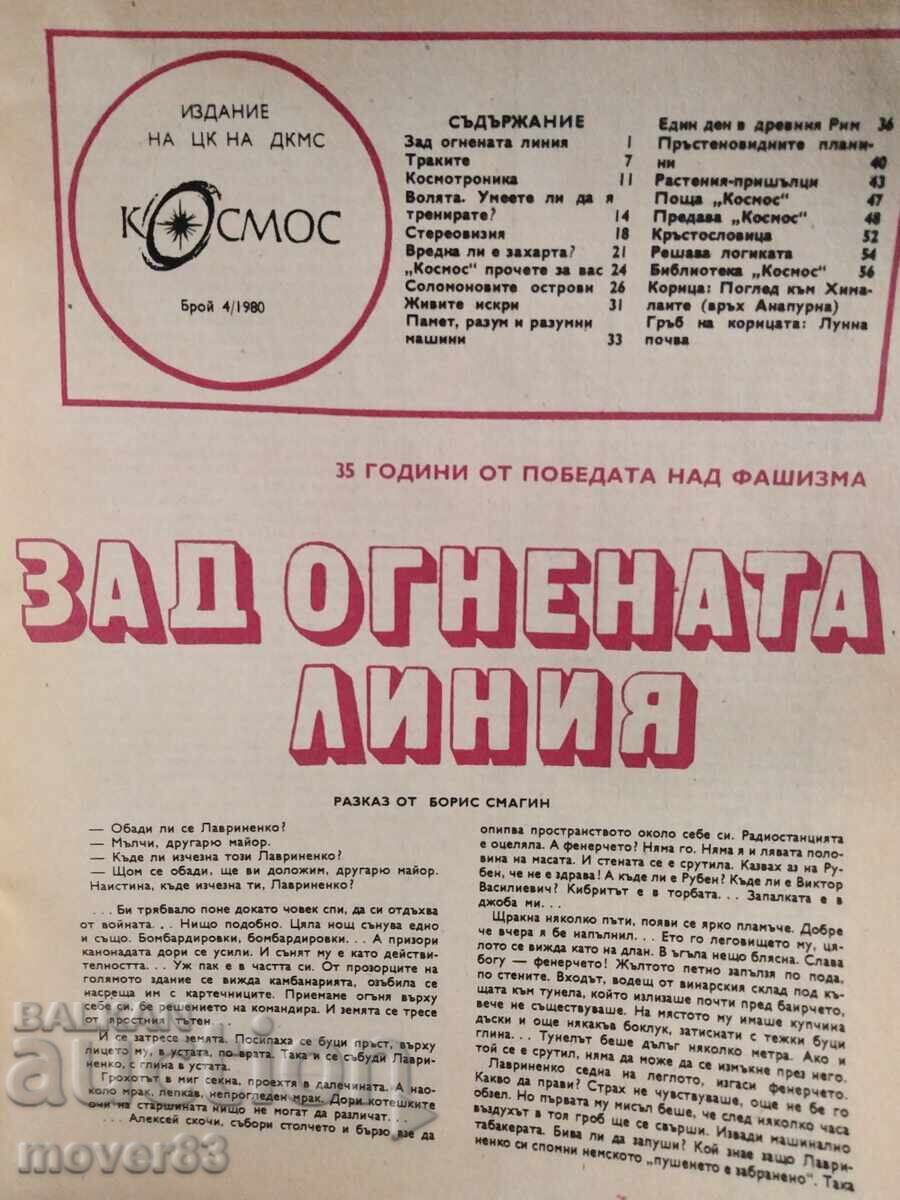 ИЗДАНИЕ
НА ЦК НА ДКМС
КОСМОС
Брой 4/1980
СЪДЪРЖАНИЕ
Зад огнената линия 1
Траките 7
Космотроника 11
Волята. Умеете ли да я
тренирате? 14
Стереовизия 18
Вредна ли е захарта? 21
„Космос“ прочете за вас 24
Соломоновите острови 26
Живите искри 31
Памет, разум и разумни
машини 33
Един ден в древния Рим 36
Пръстеновидните плани-
ни 40
Растения-пришълци 43
Поща „Космос“ 47
Предава „Космос“ 48
Кръстословица 52
Решава логиката 54
Библиотека „Космос“ 56
Корица: Поглед към Хима-
лаите (връх Анапурна)
Гръб на корицата: Лунна
почва
35 ГОДИНИ ОТ ПОБЕДАТА НАД ФАШИЗМА
ЗАД ОГНЕНАТА
ЛИНИЯ
РАЗКАЗ ОТ БОРИС СМАГИН
— Обади ли се Лавриненко?
— Мълчи, другарю майор.
— Къде ли изчезна този Лавриненко?
— Щом се обади, ще ви доложим, другарю майор.
Наистина, къде изчезна ти, Лавриненко?
. . . Би трябвало поне докато човек спи, да си отдъхва
от войната. . . Нищо подобно. Цяла нощ сънува едно
и също. Бомбардировки, бомбардировки. . . А призори
канонадата дори се усили. И сънят му е като действи-
телността. . . Уж пак е в частта си. От прозорците на
голямото здание се вижда камбанарията, озъбила се
насреща им с картечниците. Приемаме огъня върху
себе си, бе решението на командира. И земята се тресе
от яростния тътен. . .
И се затресе земята. Посипаха се буци пръст, върху
лицето му, в устата, по врата. Така и се събуди Лаври-
ненко, с глина в устата.
Грохотът в миг секна, проехтя в далечината. А нао-
коло мрак, лепкав, непрогледен мрак. Дори котешките
очи на старшината нищо не могат да различат. . .
. . . Алексей скочи, събори столчето и бързо взе да
опипва пространството около себе си. Радиостанцията
е оцеляла. А фенерчето? Няма го. Няма я и лявата поло-
вина на масата. И стената се е срутила. Казвах аз на Ру-
бен, че не е здрава! А къде ли е Рубен? Къде ли е Виктор
Василиевич? Кибритът е в торбата. . . Запалката е в
джоба ми. . .
Щракна няколко пъти, появи се ярко пламъче. Добре
че вчера я бе напълнил. . . Ето го леговището му, ця-
лото се вижда като на длан. В ъгъла нещо блясна. Слава
богу — фенерчето! Жълтото петно запълзя по пода,
по стените. Входът, водещ от винарския склад под къ-
щата към тунела, който излизаше почти пред баирчето,
вече не съществуваше. На мястото му имаше купчина
дъски и още някакъв боклук, затиснати с тежки буци
глина. . . Тунелът беше дълъг няколко метра. Ако и
той се е срутил, няма да може да се измъкне през него.
Лавриненко седна на леглото, изгаси фенерчето.
Какво да прави? Страх не чувствуваше, още не бе го
обзел. Но първата му мисъл беше, че след няколко часа
въздухът в тоя гроб ще се свърши. Извади машинално
табакерата. Бива ли да запуши? Кой знае защо Лаври-
ненко си спомни немското „пушенето е забранено“. Така
auction
mover83